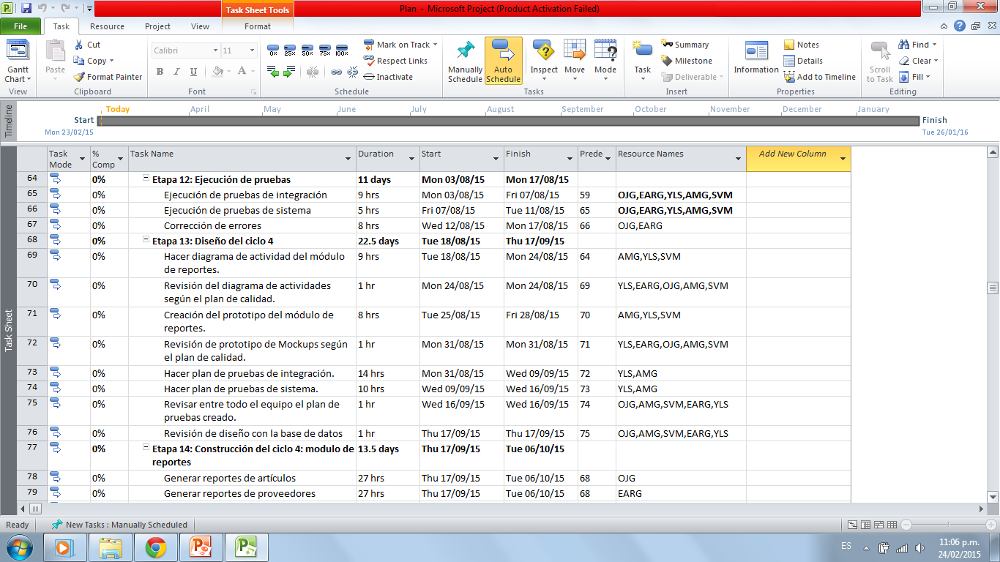 Plan - Microsoft Project (Product Activation Failed)
Task Sheet Tools
File Task Resource Project View Format
Gantt Chart
View
Paste
Cut
Copy
Format Painter
Clipboard
Calibri 11
B I U A
Font
0% 25% 50% 75% 100%
Mark on Track
Respect Links
Inactivate
Schedule
Manually Schedule
Auto Schedule
Inspect
Move
Mode
Tasks
Task
Summary
Milestone
Deliverable
Insert
Information
Notes
Details
Add to Timeline
Properties
Scroll to Task
Find
Clear
Fill
Editing
Timeline
Today April May June July August September October November December January
Start
Mon 23/02/15
Finish
Tue 26/01/16
Task Sheet
Task Mode % Comp Task Name Duration Start Finish Prede Resource Names Add New Column
64 0% Etapa 12: Ejecución de pruebas 11 days Mon 03/08/15 Mon 17/08/15
65 0% Ejecución de pruebas de integración 9 hrs Mon 03/08/15 Fri 07/08/15 59 OJG,EARG,YLS,AMG,SVM
66 0% Ejecución de pruebas de sistema 5 hrs Fri 07/08/15 Tue 11/08/15 65 OJG,EARG,YLS,AMG,SVM
67 0% Corrección de errores 8 hrs Wed 12/08/15 Mon 17/08/15 66 OJG,EARG
68 0% Etapa 13: Diseño del ciclo 4 22.5 days Tue 18/08/15 Thu 17/09/15
69 0% Hacer diagrama de actividad del módulo 9 hrs Tue 18/08/15 Mon 24/08/15 64 AMG,YLS,SVM
de reportes.
70 0% Revisión del diagrama de actividades 1 hr Mon 24/08/15 Mon 24/08/15 69 YLS,EARG,OJG,AMG,SVM
según el plan de calidad.
71 0% Creación del prototipo del módulo de 8 hrs Tue 25/08/15 Fri 28/08/15 70 AMG,YLS,SVM
reportes.
72 0% Revisión de prototipo de Mockups según 1 hr Mon 31/08/15 Mon 31/08/15 71 YLS,EARG,OJG,AMG,SVM
el plan de calidad.
73 0% Hacer plan de pruebas de integración. 14 hrs Mon 31/08/15 Wed 09/09/15 72 YLS,AMG
74 0% Hacer plan de pruebas de sistema. 10 hrs Wed 09/09/15 Wed 16/09/15 73 YLS,AMG
75 0% Revisar entre todo el equipo el plan de 1 hr Wed 16/09/15 Wed 16/09/15 74 OJG,AMG,SVM,EARG,YLS
pruebas creado.
76 0% Revisión de diseño con la base de datos 1 hr Thu 17/09/15 Thu 17/09/15 75 OJG,AMG,SVM,EARG,YLS
77 0% Etapa 14: Construcción del ciclo 4: modulo de 13.5 days Thu 17/09/15 Tue 06/10/15
reportes
78 0% Generar reportes de artículos 27 hrs Thu 17/09/15 Tue 06/10/15 68 OJG
79 0% Generar reportes de proveedores 27 hrs Thu 17/09/15 Tue 06/10/15 68 EARG
Ready New Tasks : Manually Scheduled
ES
11:06 p.m.
24/02/2015